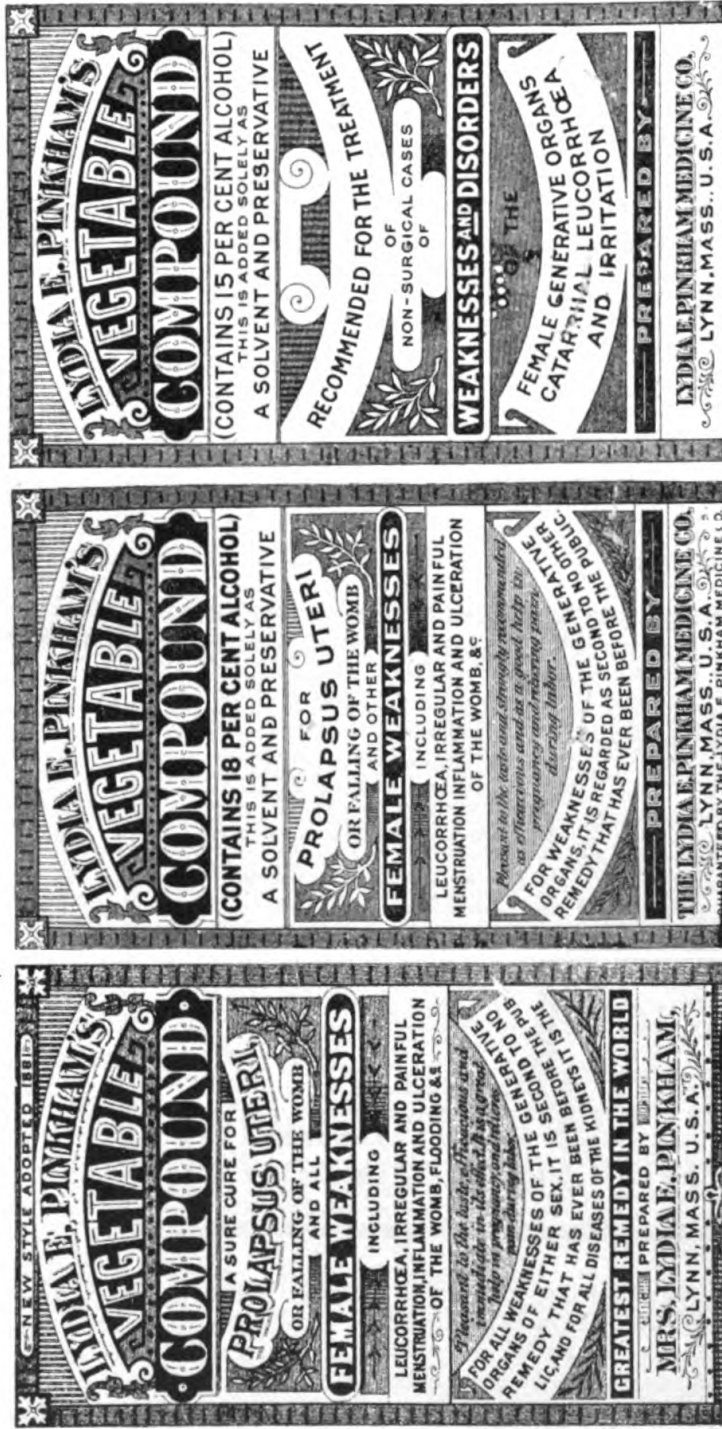 NEW STYLE ADOPTED 1881
LYDIA E. PINKHAM'S
VEGETABLE
COMPOUND.
A SURE CURE FOR
PROLAPSUS UTERI,
OR FALLING OF THE WOMB
AND ALL
FEMALE WEAKNESSES
INCLUDING
LEUCORRHŒA, IRREGULAR AND PAINFUL
MENSTRUATION, INFLAMMATION AND ULCERATION
OF THE WOMB, FLOODING &c
Pleasant to the taste, efficacious and
immediate in its effect. It is a great
help in pregnancy, and relieves
pain during labor.
FOR ALL WEAKNESSES OF THE GENERATIVE
ORGANS OF EITHER SEX, IT IS SECOND TO NO
REMEDY THAT HAS EVER BEEN BEFORE THE PUB
LIC, AND FOR ALL DISEASES OF THE KIDNEYS IT IS THE
GREATEST REMEDY IN THE WORLD
PREPARED BY
MRS. LYDIA E. PINKHAM,
LYNN, MASS. U.S.A.
LYDIA E. PINKHAM'S
VEGETABLE
COMPOUND
(CONTAINS 18 PER CENT ALCOHOL)
THIS IS ADDED SOLELY AS
A SOLVENT AND PRESERVATIVE
FOR
PROLAPSUS UTERI
OR FALLING OF THE WOMB
AND OTHER
FEMALE WEAKNESSES
INCLUDING
LEUCORRHŒA, IRREGULAR AND PAINFUL
MENSTRUATION INFLAMMATION AND ULCERATION
OF THE WOMB, &c
Pleasant to the taste and strongly recommended
as efficacious and as a good help in
pregnancy and relieving pain
during labor.
FOR WEAKNESSES OF THE GENERATIVE
ORGANS, IT IS REGARDED AS SECOND TO NO OTHER
REMEDY THAT HAS EVER BEEN BEFORE THE PUBLIC.
PREPARED BY
THE LYDIA E. PINKHAM MEDICINE CO.
LYNN, MASS., U.S.A.
PINKHAM
LYDIA E. PINKHAM'S
VEGETABLE
COMPOUND
(CONTAINS 15 PER CENT ALCOHOL)
THIS IS ADDED SOLELY AS
A SOLVENT AND PRESERVATIVE
RECOMMENDED FOR THE TREATMENT
OF
NON-SURGICAL CASES
OF
WEAKNESSES AND DISORDERS
OF THE
FEMALE GENERATIVE ORGANS
CATARRHAL LEUCORRHŒA
AND IRRITATION
PREPARED BY
LYDIA E. PINKHAM MEDICINE CO.
LYNN, MASS., U.S.A.